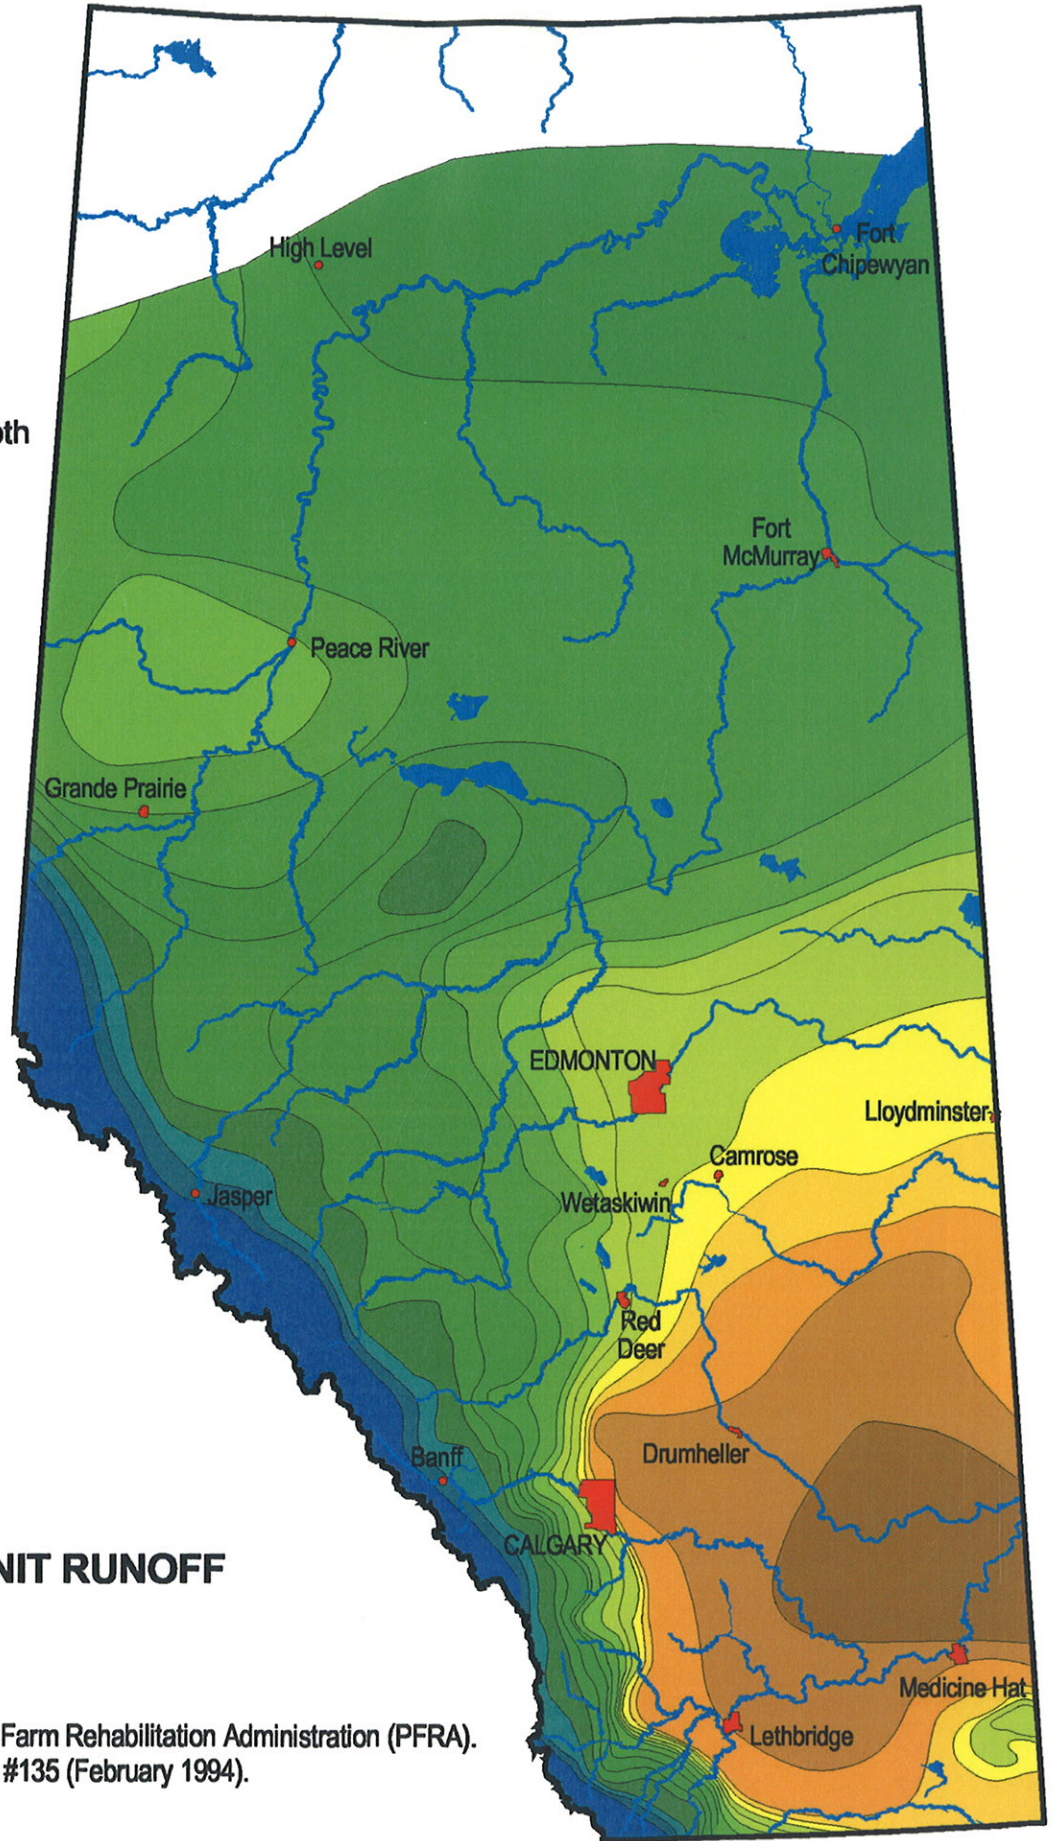 High Level
Fort
Chipewyan
pth
Fort
McMurray
Peace River
Grande Prairie
EDMONTON
Lloydminster
Camrose
Wetaskiwin
Jasper
Red
Deer
Drumheller
Banff
CALGARY
NIT RUNOFF
Medicine Hat
Lethbridge
Farm Rehabilitation Administration (PFRA).
#135 (February 1994).